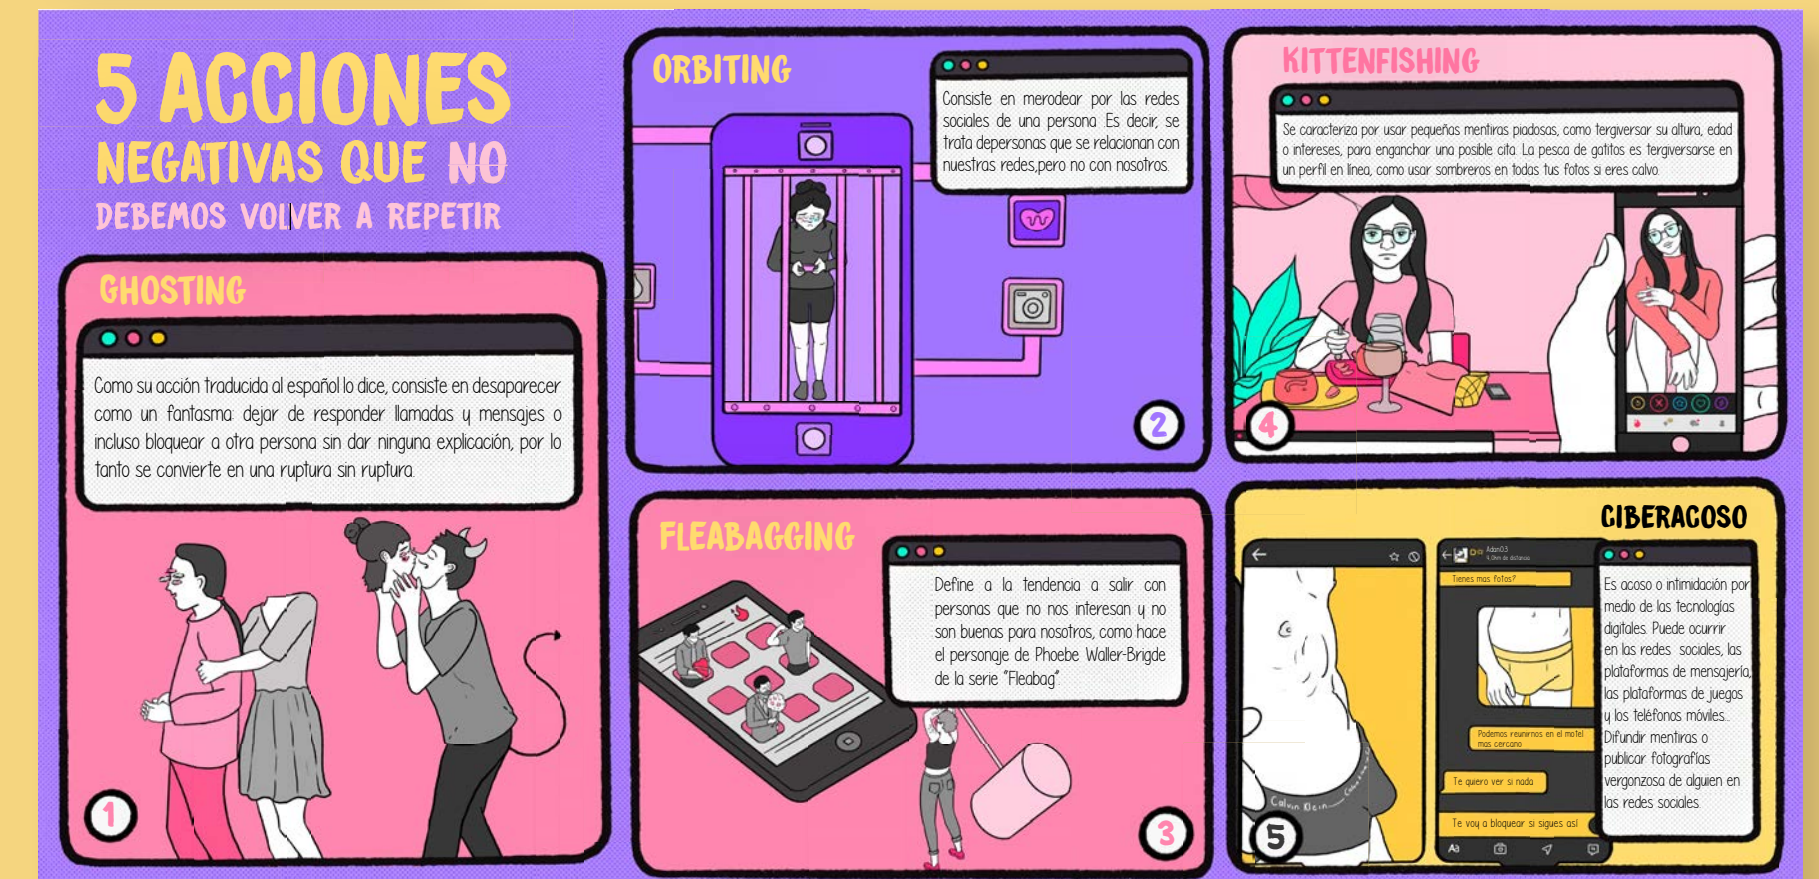 5 ACCIONES
NEGATIVAS QUE NO
DEBEMOS VOLVER A REPETIR
GHOSTING
Como su acción traducida al español lo dice, consiste en desaparecer
como un fantasma: dejar de responder llamadas y mensajes o
incluso bloquear a otra persona sin dar ninguna explicación, por lo
tanto se convierte en una ruptura sin ruptura.
1
ORBITING
Consiste en merodear por las redes
sociales de una persona. Es decir, se
trata depersonas que se relacionan con
nuestras redes,pero no con nosotros.
2
FLEABAGGING
Define a la tendencia a salir con
personas que no nos interesan y no
son buenas para nosotros, como hace
el personaje de Phoebe Waller-Brigde
de la serie "Fleabag".
3
KITTENFISHING
Se caracteriza por usar pequeñas mentiras piadosas, como tergiversar su altura, edad
o intereses, para enganchar una posible cita. La pesca de gatitos es tergiversarse en
un perfil en línea, como usar sombreros en todas tus fotos si eres calvo.
4
CIBERACOSO
Es acoso o intimidación por
medio de las tecnologías
digitales. Puede ocurrir
en las redes sociales, las
plataformas de mensajería,
las plataformas de juegos
y los teléfonos móviles...
Difundir mentiras o
publicar fotografías
vergonzosa de alguien en
las redes sociales.
Adan03
Tienes mas fotos?
Podemos reunirnos en el motel
mas cercano
Te quiero ver si nada
Te voy a bloquear si sigues así
Aa
Calvin Klein
5